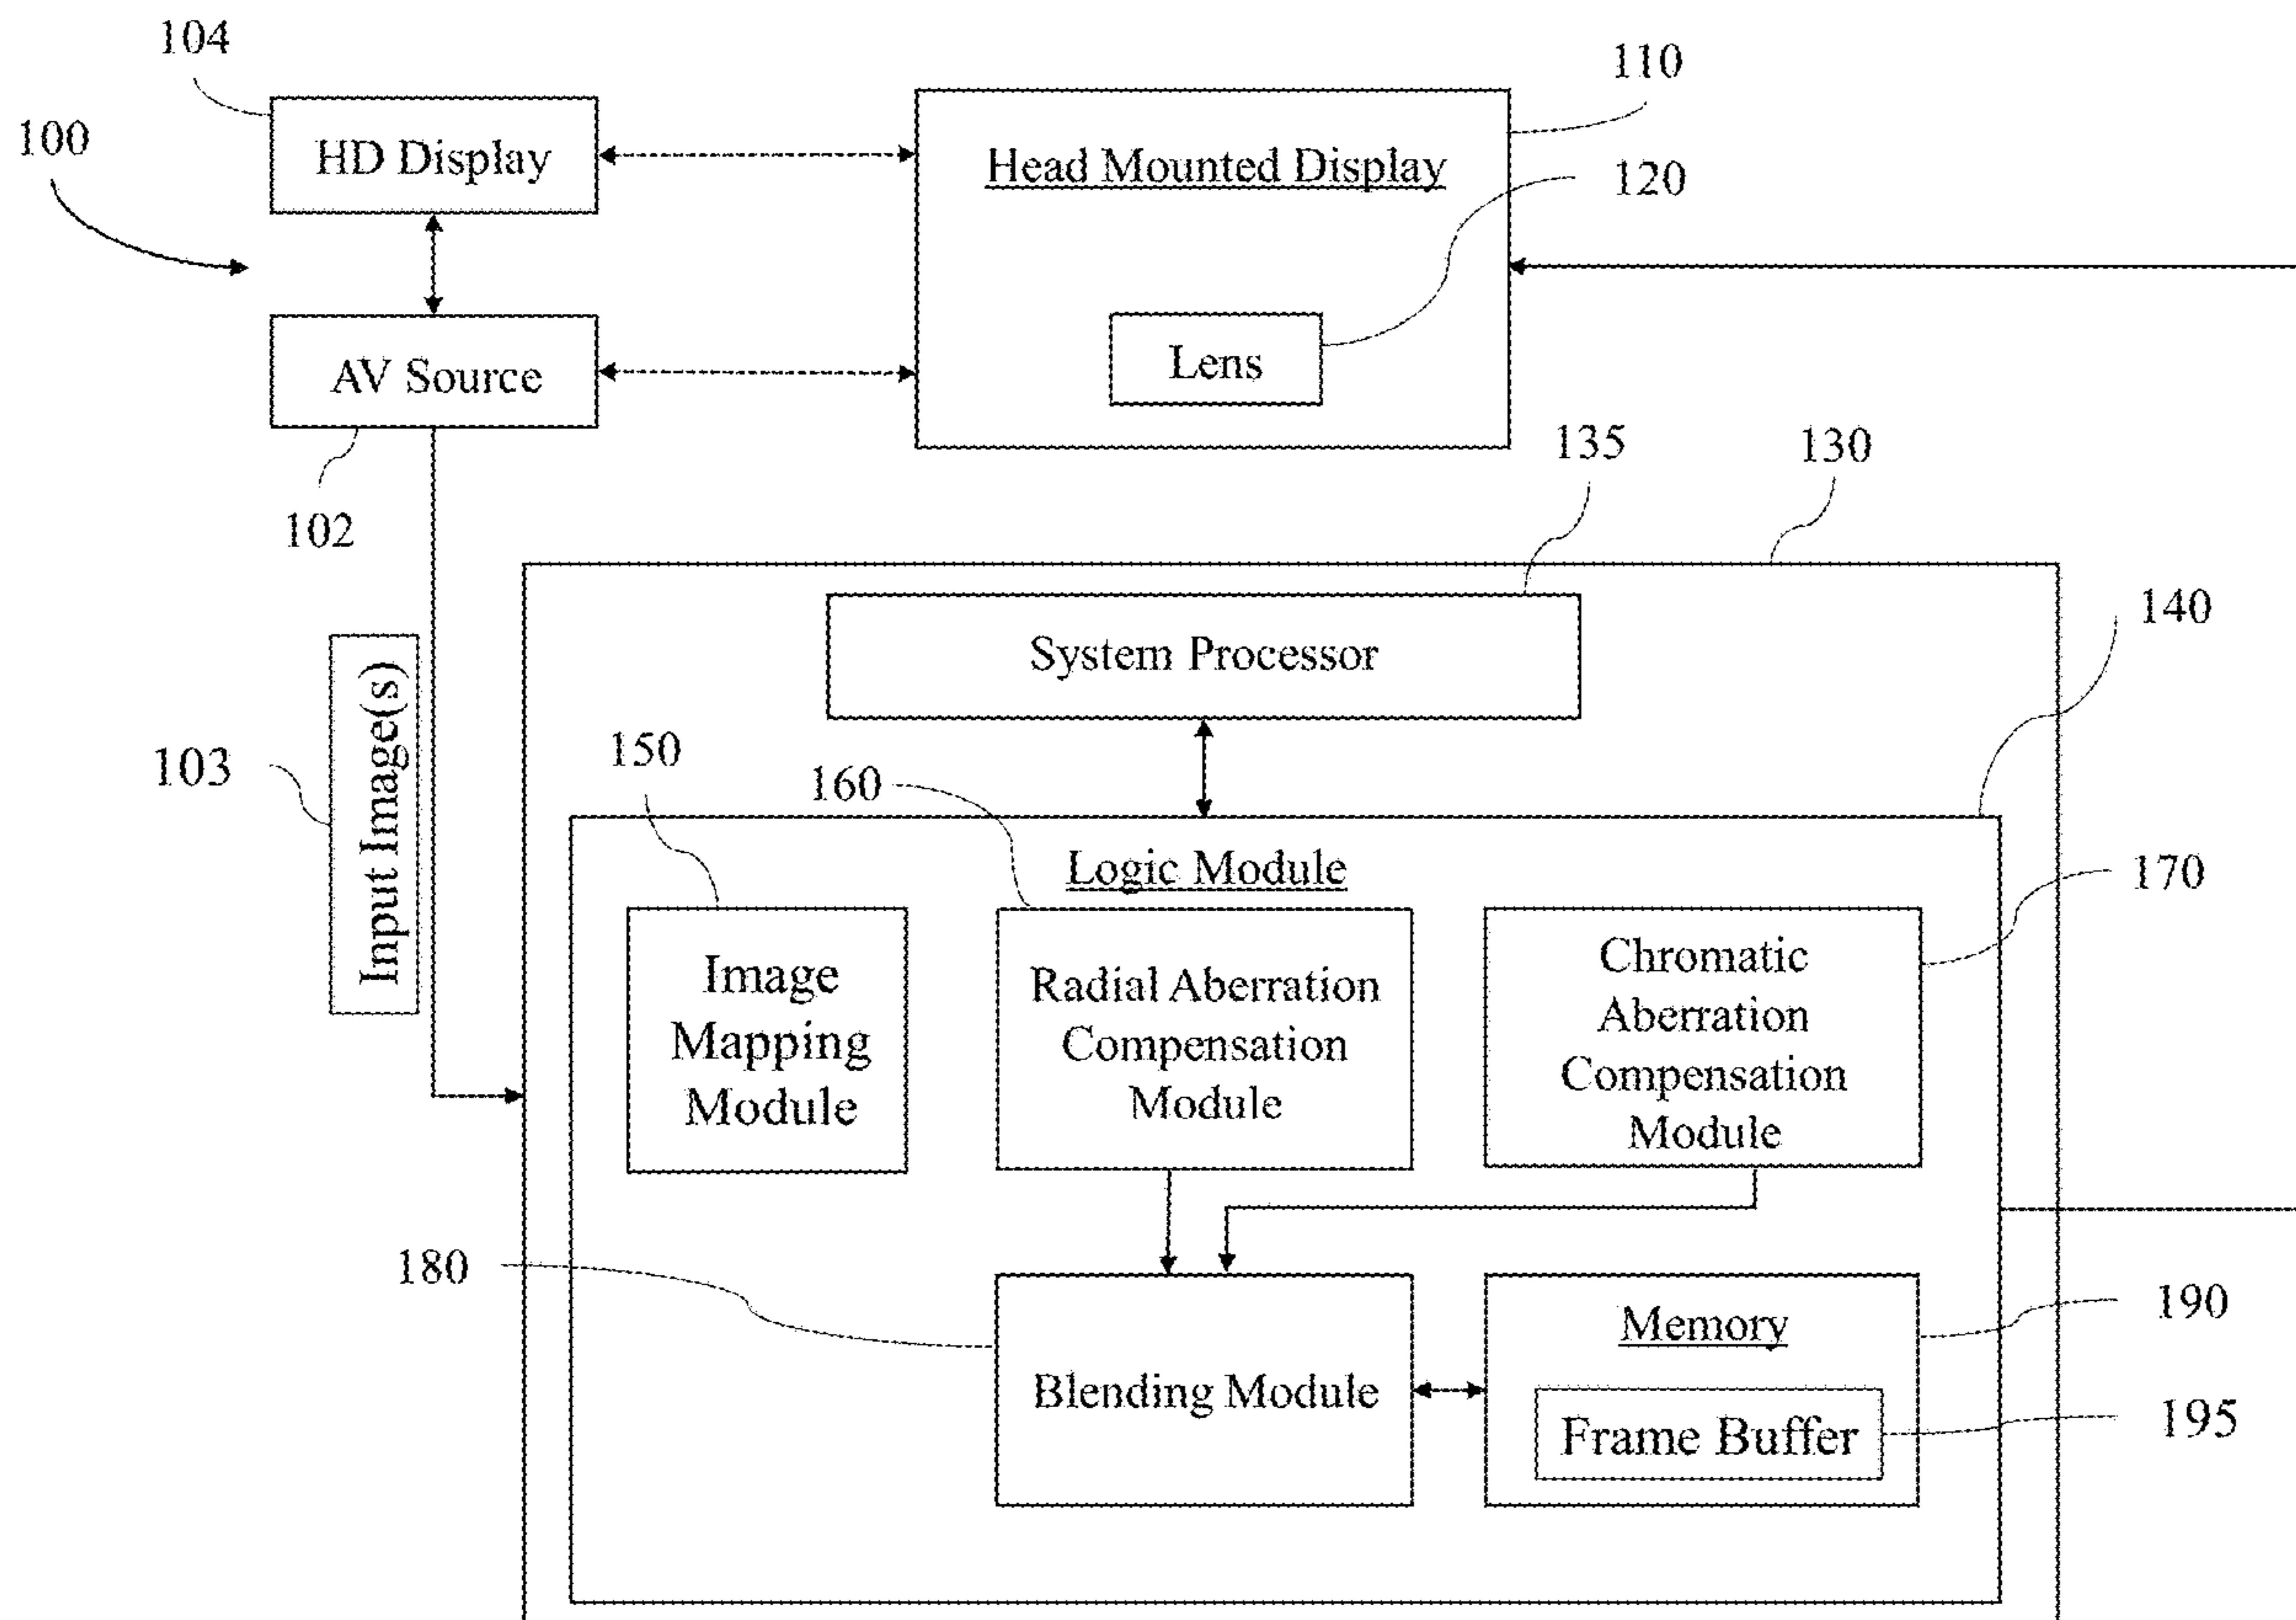 104
110
100
HD Display
Head Mounted Display
120
AV Source
Lens
102
135
130
140
System Processor
103
Input Image(s)
150
160
Logic Module
170
Image
Mapping
Module
Radial Aberration
Compensation
Module
Chromatic
Aberration
Compensation
Module
180
190
Memory
Blending Module
Frame Buffer
195